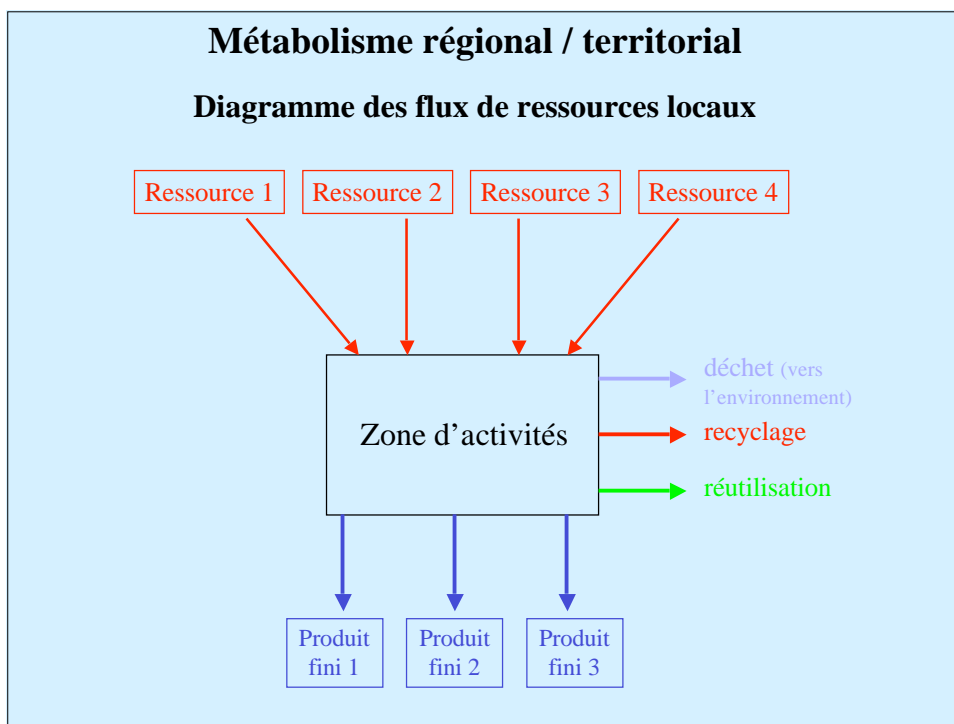 Métabolisme régional / territorial
Diagramme des flux de ressources locaux
Ressource 1
Ressource 2
Ressource 3
Ressource 4
Zone d’activités
déchet (vers
l’environnement)
recyclage
réutilisation
Produit
fini 1
Produit
fini 2
Produit
fini 3